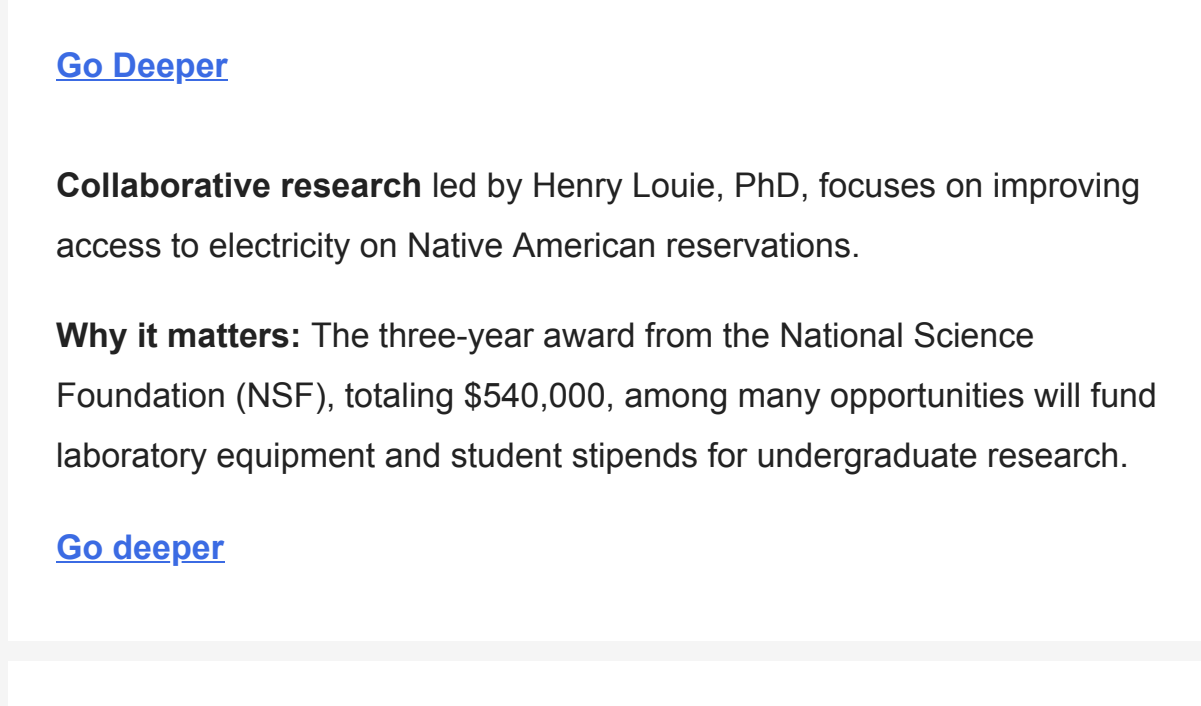 Go Deeper
Collaborative research led by Henry Louie, PhD, focuses on improving
access to electricity on Native American reservations.
Why it matters: The three-year award from the National Science
Foundation (NSF), totaling $540,000, among many opportunities will fund
laboratory equipment and student stipends for undergraduate research.
Go deeper